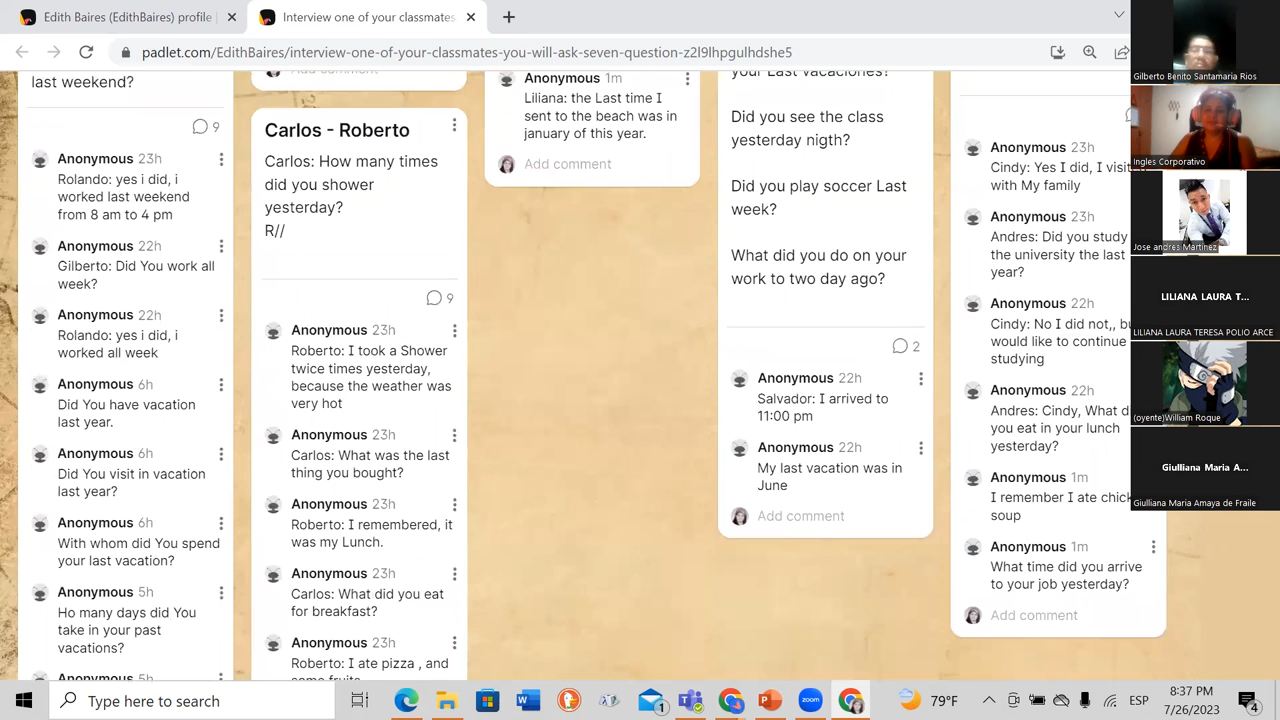 Edith Baires (EdithBaires) profile |
Interview one of your classmates
padlet.com/EdithBaires/interview-one-of-your-classmates-you-will-ask-seven-question-z2l9lhpgulhdshe5
last weekend?
9
Anonymous 23h
Rolando: yes i did, i
worked last weekend
from 8 am to 4 pm
Anonymous 22h
Gilberto: Did You work all
week?
Anonymous 22h
Rolando: yes i did, i
worked all week
Anonymous 6h
Did You have vacation
last year.
Anonymous 6h
Did You visit in vacation
last year?
Anonymous 6h
With whom did You spend
your last vacation?
Anonymous 5h
Ho many days did You
take in your past
vacations?
Anonymous 5h
Add comment
Carlos - Roberto
Carlos: How many times
did you shower
yesterday?
R//
9
Anonymous 23h
Roberto: I took a Shower
twice times yesterday,
because the weather was
very hot
Anonymous 23h
Carlos: What was the last
thing you bought?
Anonymous 23h
Roberto: I remembered, it
was my Lunch.
Anonymous 23h
Carlos: What did you eat
for breakfast?
Anonymous 23h
Roberto: I ate pizza , and
some fruits
Anonymous 1m
Liliana: the Last time I
sent to the beach was in
january of this year.
Add comment
your Last vacaciones?
Did you see the class
yesterday nigth?
Did you play soccer Last
week?
What did you do on your
work to two day ago?
2
Anonymous 22h
Salvador: I arrived to
11:00 pm
Anonymous 22h
My last vacation was in
June
Add comment
Anonymous 23h
Cindy: Yes I did, I visit
with My family
Anonymous 23h
Andres: Did you study
the university the last
year?
Anonymous 22h
Cindy: No I did not,, bu
would like to continue
studying
Anonymous 22h
Andres: Cindy, What d
you eat in your lunch
yesterday?
Anonymous 1m
I remember I ate chick
soup
Anonymous 1m
What time did you arrive
to your job yesterday?
Add comment
Gilberto Benito Santamaria Rios
Ingles Corporativo
Jose andres Martinez
LILIANA LAURA T...
LILIANA LAURA TERESA POLIO ARCE
(oyente)William Roque
Giulliana Maria A...
Giulliana Maria Amaya de Fraile
Type here to search
1
zoom
79°F
ESP
8:37 PM
7/26/2023
4